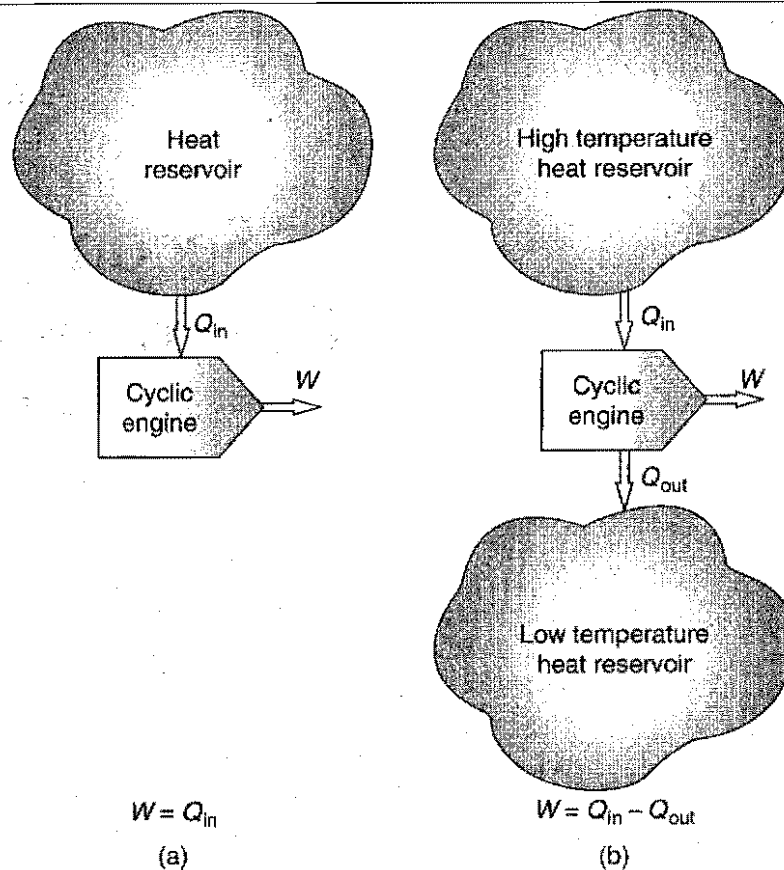 Heat
reservoir
Q_in
W
Cyclic
engine
W = Q_in
(a)
High temperature
heat reservoir
Q_in
W
Cyclic
engine
Q_out
Low temperature
heat reservoir
W = Q_in – Q_out
(b)